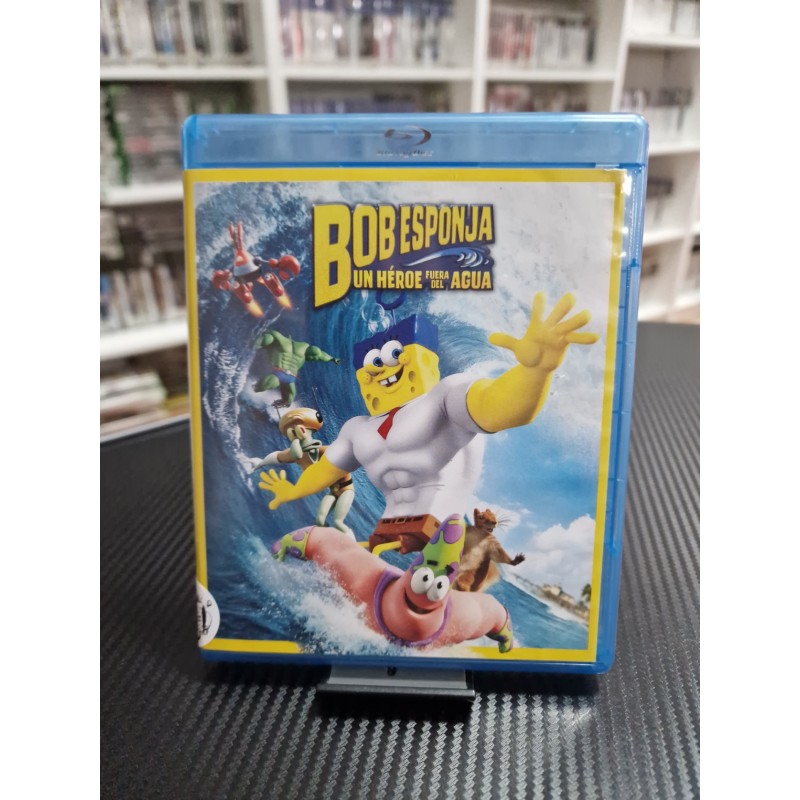 BOB ESPONJA
UN HÉROE FUERA DEL AGUA